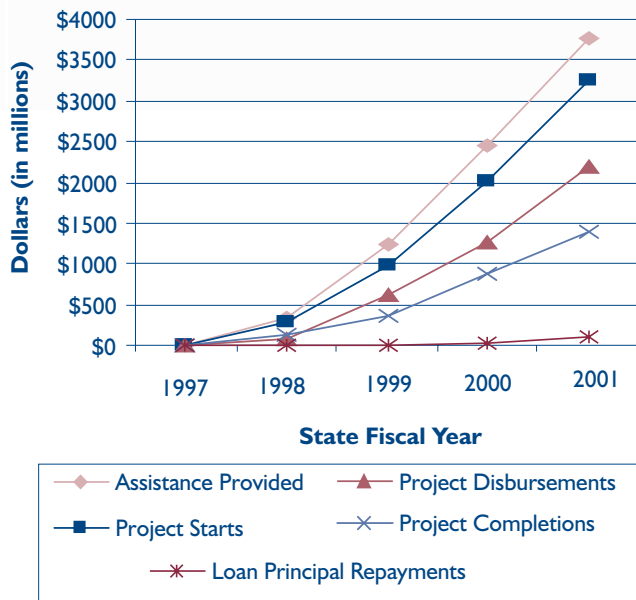 $4000
$3500
$3000
$2500
$2000
$1500
$1000
$500
$0
Dollars (in millions)
1997 1998 1999 2000 2001
State Fiscal Year
Assistance Provided Project Disbursements
Project Starts Project Completions
Loan Principal Repayments